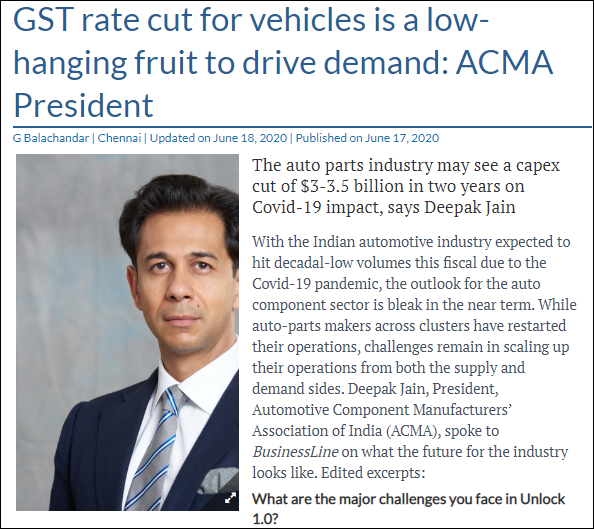 GST rate cut for vehicles is a low-
hanging fruit to drive demand: ACMA
President
G Balachandar | Chennai | Updated on June 18, 2020 | Published on June 17, 2020
The auto parts industry may see a capex
cut of $3-3.5 billion in two years on
Covid-19 impact, says Deepak Jain
With the Indian automotive industry expected to
hit decadal-low volumes this fiscal due to the
Covid-19 pandemic, the outlook for the auto
component sector is bleak in the near term. While
auto-parts makers across clusters have restarted
their operations, challenges remain in scaling up
their operations from both the supply and
demand sides. Deepak Jain, President,
Automotive Component Manufacturers’
Association of India (ACMA), spoke to
BusinessLine on what the future for the industry
looks like. Edited excerpts:
What are the major challenges you face in Unlock
1.0?